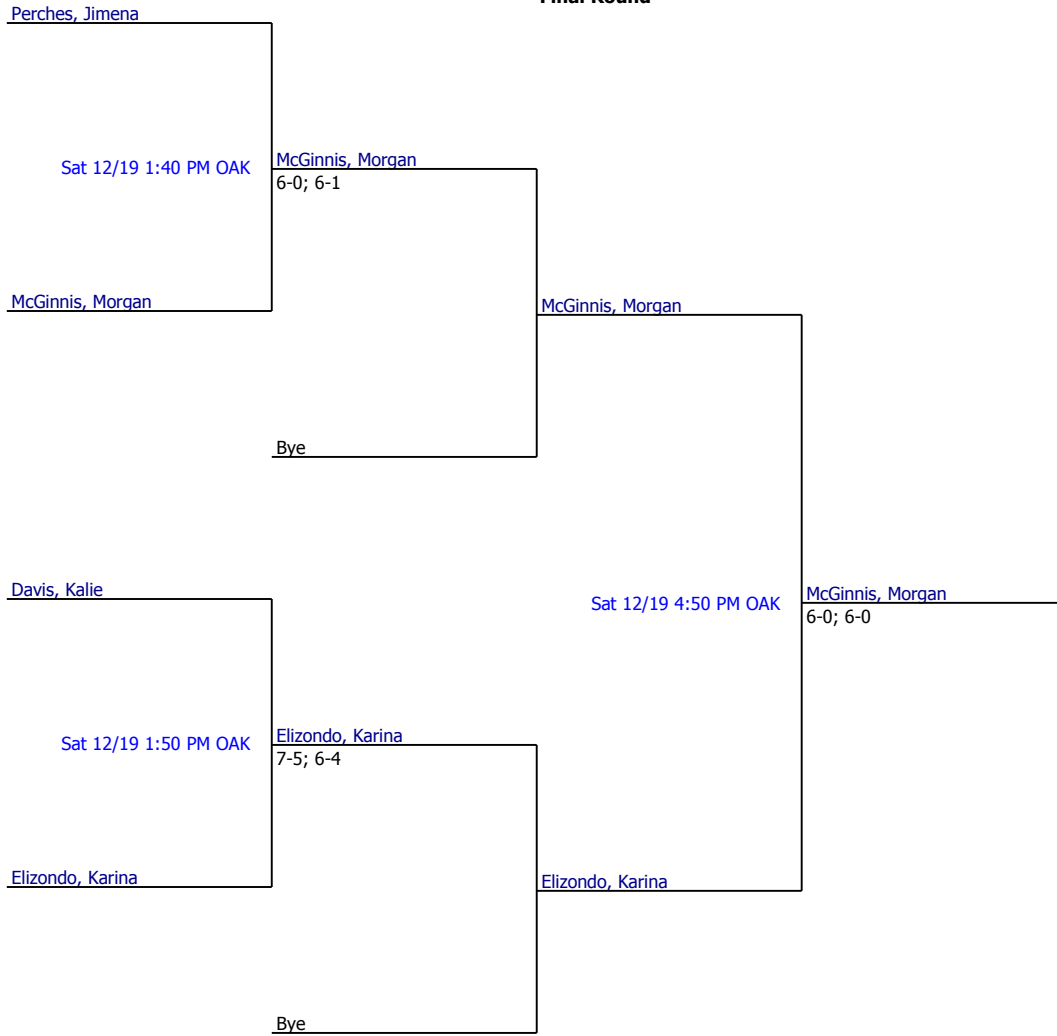 Final Round
Perches, Jimena
Sat 12/19 1:40 PM OAK
McGinnis, Morgan
6-0; 6-1
McGinnis, Morgan
McGinnis, Morgan
Bye
Davis, Kalie
Sat 12/19 4:50 PM OAK
McGinnis, Morgan
6-0; 6-0
Sat 12/19 1:50 PM OAK
Elizondo, Karina
7-5; 6-4
Elizondo, Karina
Elizondo, Karina
Bye